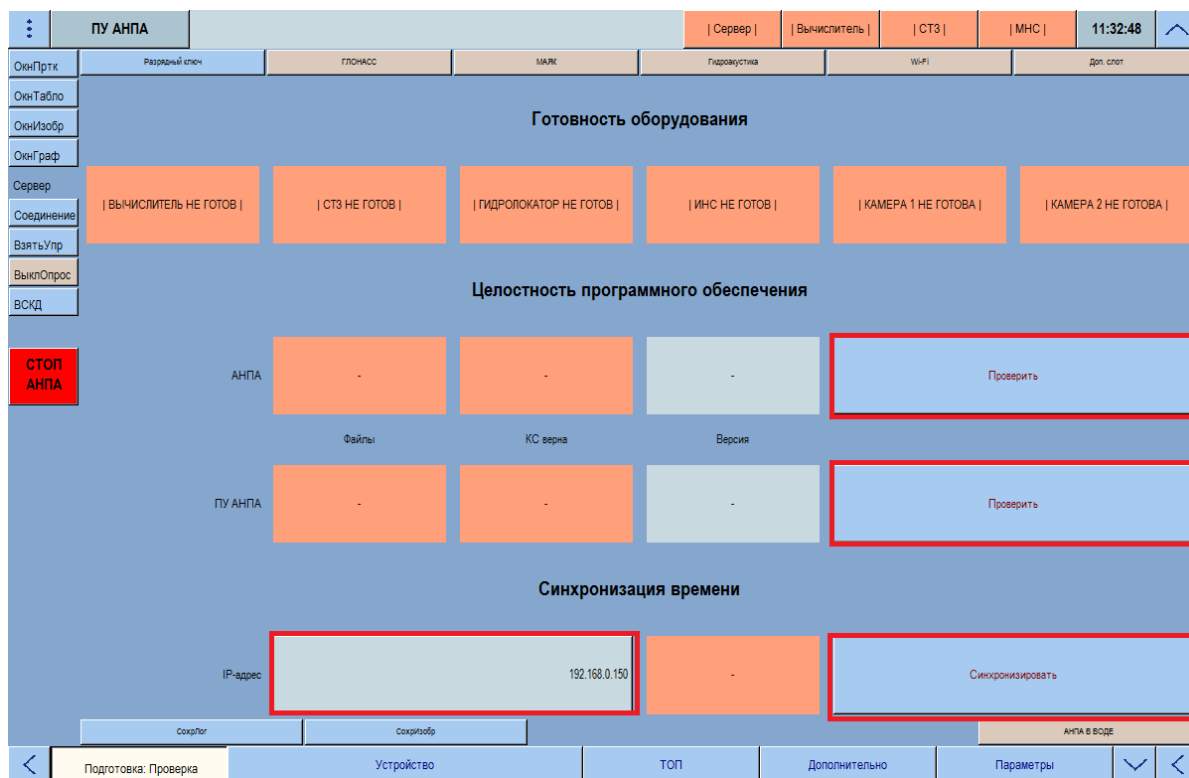 ПУ АНПА
| Сервер |
| Вычислитель |
| СТЗ |
| ИНС |
11:32:48
ОкнПртк
Разрядный ключ
ГЛОНАСС
МАЯК
Гидроакустика
Wi-Fi
Доп. слот
ОкнТабло
ОкнИзобр
ОкнГраф
Сервер
Соединение
ВзятьУпр
ВыклОпрос
ВСКД
СТОП
АНПА
Готовность оборудования
| ВЫЧИСЛИТЕЛЬ НЕ ГОТОВ |
| СТЗ НЕ ГОТОВ |
| ГИДРОЛОКАТОР НЕ ГОТОВ |
| ИНС НЕ ГОТОВ |
| КАМЕРА 1 НЕ ГОТОВА |
| КАМЕРА 2 НЕ ГОТОВА |
Целостность программного обеспечения
АНПА
-
-
-
Проверить
Файлы
КС верна
Версия
ПУ АНПА
-
-
-
Проверить
Синхронизация времени
IP-адрес
192.168.0.150
-
Синхронизировать
СохрЛог
СохрИзобр
АНПА В ВОДЕ
Подготовка: Проверка
Устройство
ТОП
Дополнительно
Параметры